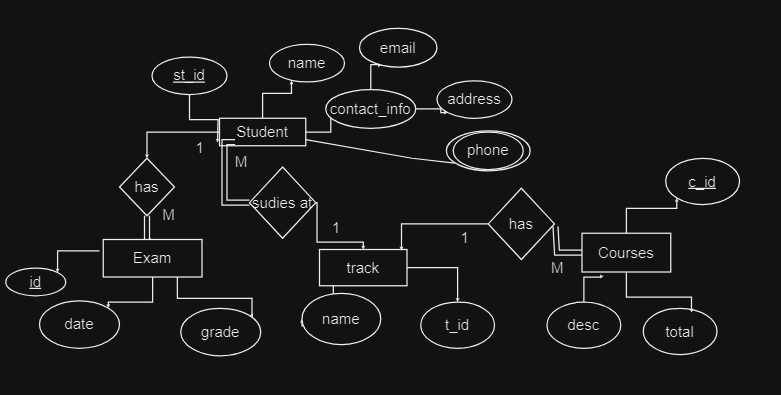 email
name
st_id
contact_info
address
Student
1
M
phone
has
M
sudies at
1
c_id
has
1
M
Courses
Exam
track
id
date
grade
name
t_id
desc
total